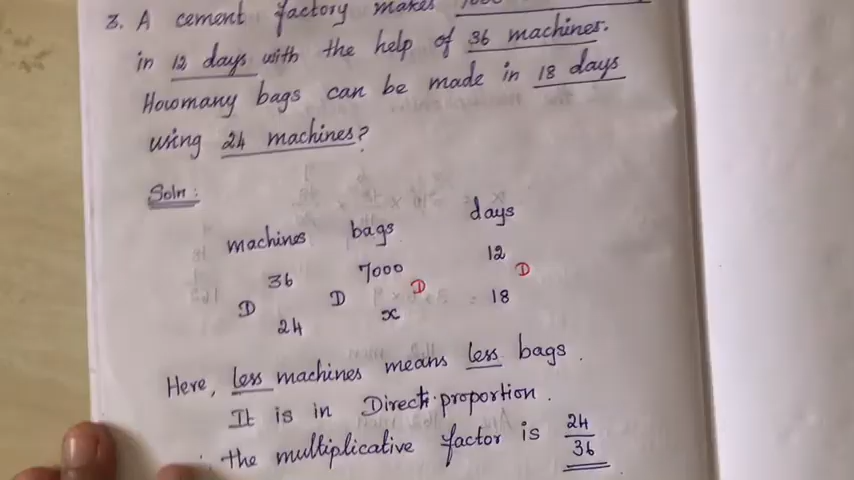 3. A cement factory makes 7000
in 12 days with the help of 36 machines.
Howmany bags can be made in 18 days
using 24 machines?
Soln:
machines bags days
36 7000 12
D D D D
24 x 18
Here, less machines means less bags.
It is in Direct proportion.
∴ the multiplicative factor is 24/36